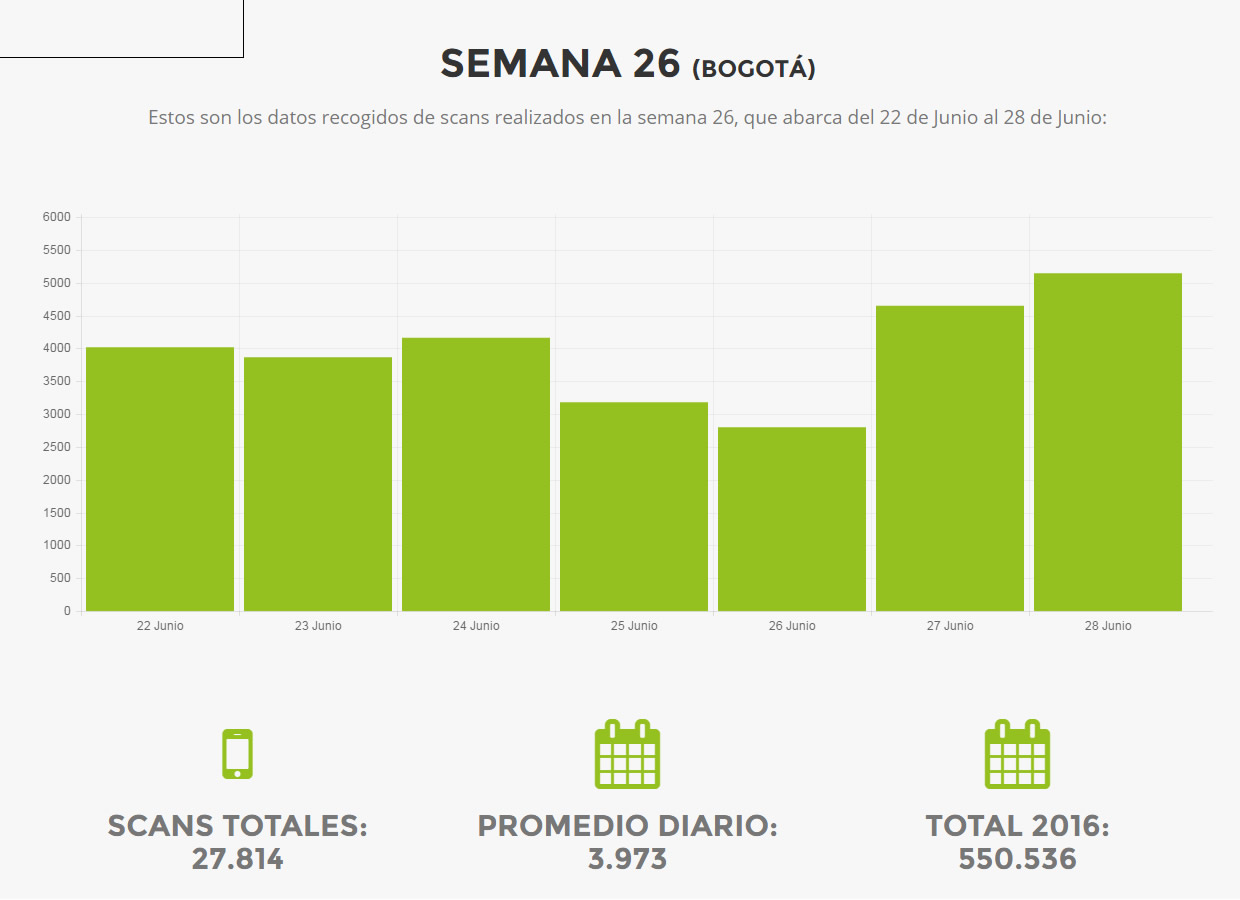 SEMANA 26 (BOGOTÁ)
Estos son los datos recogidos de scans realizados en la semana 26, que abarca del 22 de Junio al 28 de Junio:
6000
5500
5000
4500
4000
3500
3000
2500
2000
1500
1000
500
0
22 Junio 23 Junio 24 Junio 25 Junio 26 Junio 27 Junio 28 Junio
SCANS TOTALES: PROMEDIO DIARIO: TOTAL 2016:
27.814 3.973 550.536